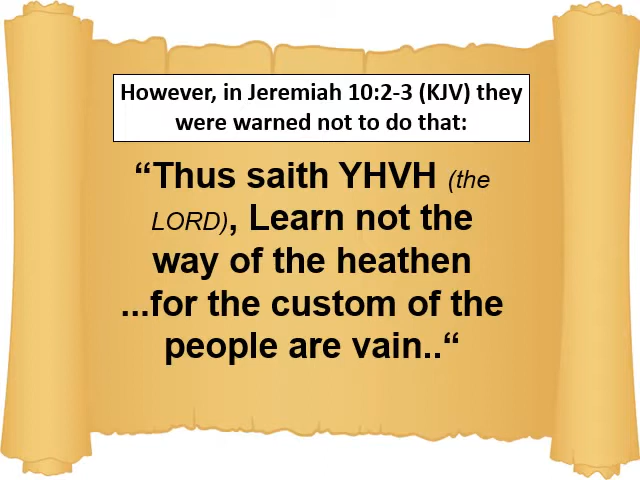 However, in Jeremiah 10:2-3 (KJV) they
were warned not to do that:
“Thus saith YHVH (the
LORD), Learn not the
way of the heathen
...for the custom of the
people are vain..“